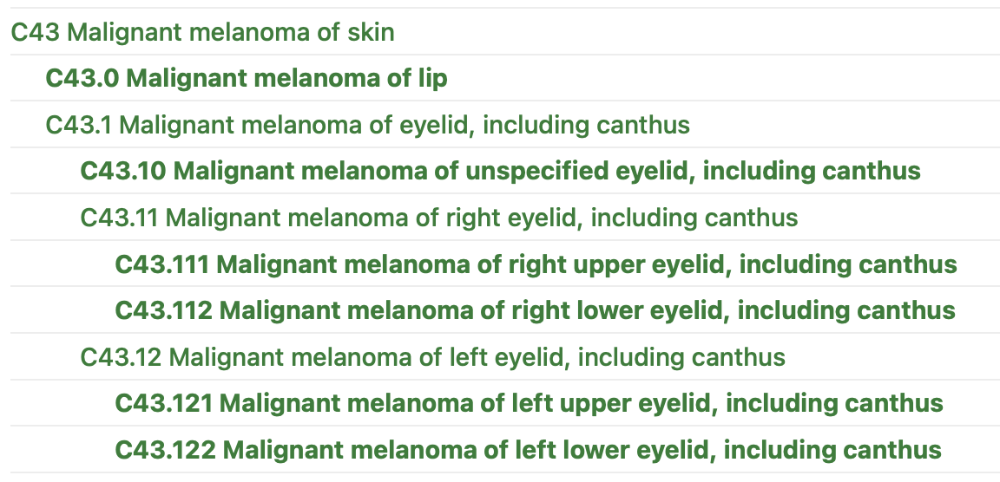 C43 Malignant melanoma of skin
C43.0 Malignant melanoma of lip
C43.1 Malignant melanoma of eyelid, including canthus
C43.10 Malignant melanoma of unspecified eyelid, including canthus
C43.11 Malignant melanoma of right eyelid, including canthus
C43.111 Malignant melanoma of right upper eyelid, including canthus
C43.112 Malignant melanoma of right lower eyelid, including canthus
C43.12 Malignant melanoma of left eyelid, including canthus
C43.121 Malignant melanoma of left upper eyelid, including canthus
C43.122 Malignant melanoma of left lower eyelid, including canthus